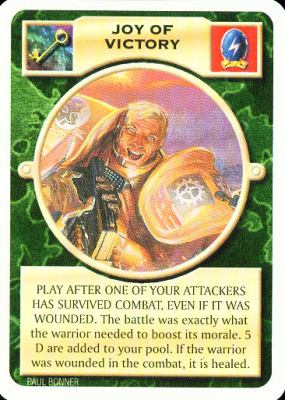 JOY OF
VICTORY
PLAY AFTER ONE OF YOUR ATTACKERS
HAS SURVIVED COMBAT, EVEN IF IT WAS
WOUNDED. The battle was exactly what
the warrior needed to boost its morale. 5
D are added to your pool. If the warrior
was wounded in the combat, it is healed.
PAUL BONNER